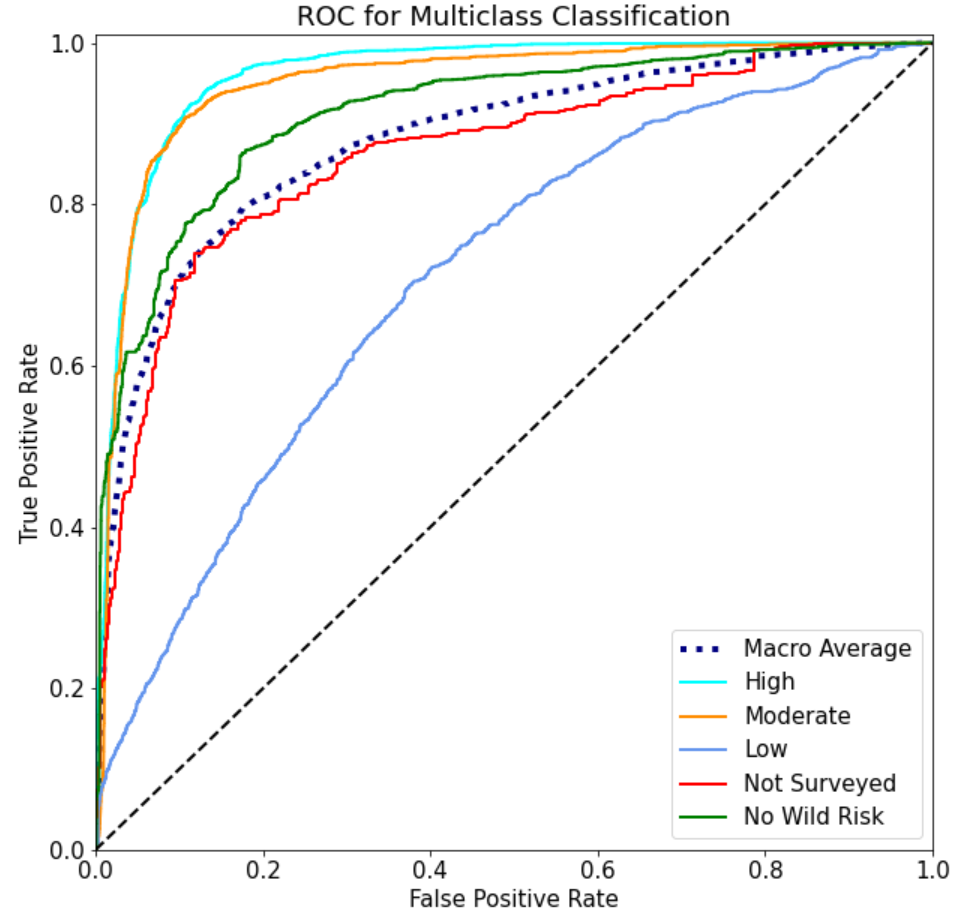 ROC for Multiclass Classification
1.0
0.8
0.6
0.4
0.2
0.0
True Positive Rate
Macro Average
High
Moderate
Low
Not Surveyed
No Wild Risk
0.0 0.2 0.4 0.6 0.8 1.0
False Positive Rate